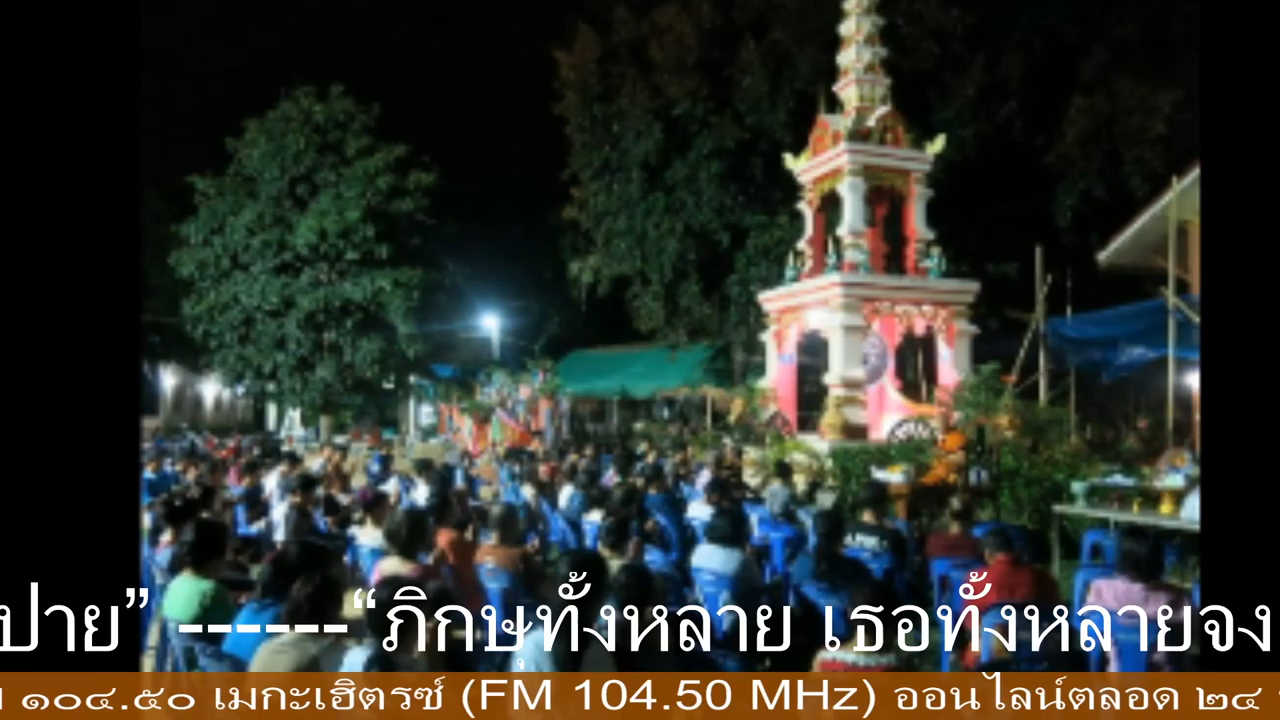 ปาย” ------ “ภิกษุทั้งหลาย เธอทั้งหลายจง
๑๐๔.๕๐ เมกะเฮิตรซ์ (FM 104.50 MHz) ออนไลน์ตลอด ๒๔